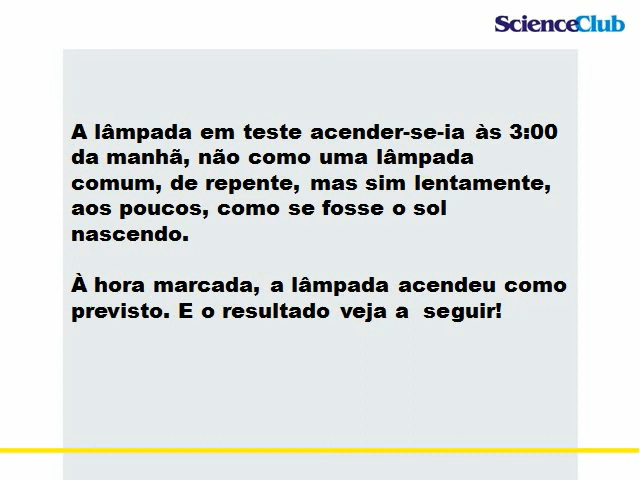 ScienceClub
A lâmpada em teste acender-se-ia às 3:00
da manhã, não como uma lâmpada
comum, de repente, mas sim lentamente,
aos poucos, como se fosse o sol
nascendo.
À hora marcada, a lâmpada acendeu como
previsto. E o resultado veja a  seguir!